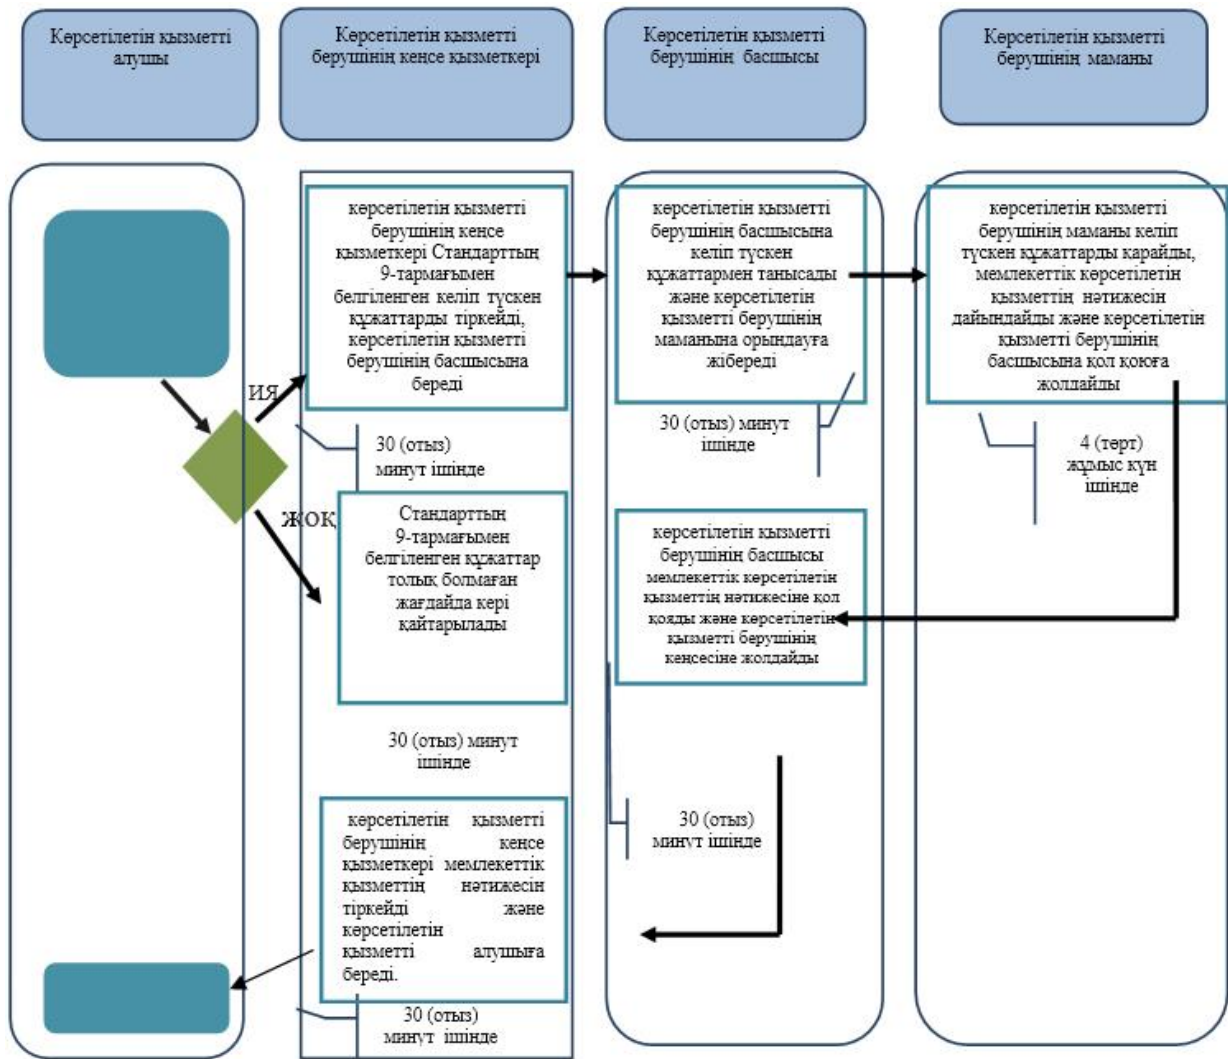 Көрсетілетін қызметті
алушы
Көрсетілетін қызметті
берушінің кеңсе қызметкері
Көрсетілетін қызметті
берушінің басшысы
Көрсетілетін қызметті
берушінің маманы
көрсетілетін қызметті
берушінің кеңсе
қызметкері Стандарттың
9-тармағымен
белгіленген келіп түскен
құжаттарды тіркейді,
көрсетілетін қызметті
берушінің басшысына
береді
көрсетілетін қызметті
берушінің басшысына
келіп түскен
құжаттармен танысады
және көрсетілетін
қызметті берушінің
маманына орындауға
жібереді
көрсетілетін қызметті
берушінің маманы келіп
түскен құжаттарды қарайды,
мемлекеттік көрсетілетін
қызметтің нәтижесін
дайындайды және көрсетілетін
қызметті берушінің
басшысына қол қоюға
жолдайды
ИЯ
30 (отыз)
минут ішінде
30 (отыз) минут
ішінде
4 (төрт)
жұмыс күн
ішінде
ЖОҚ
Стандарттың
9-тармағымен
белгіленген құжаттар
толық болмаған
жағдайда кері
қайтарылады
көрсетілетін қызметті
берушінің басшысы
мемлекеттік көрсетілетін
қызметтің нәтижесіне қол
қояды және көрсетілетін
қызметті берушінің
кеңсесіне жолдайды
30 (отыз) минут
ішінде
30 (отыз)
минут ішінде
көрсетілетін қызметті
берушінің кеңсе
қызметкері мемлекеттік
қызметтің нәтижесін
тіркейді және
көрсетілетін
қызметті алушыға
береді.
30 (отыз)
минут ішінде